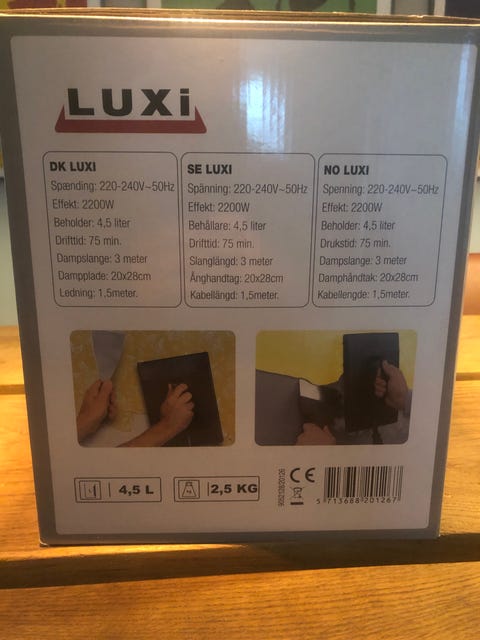 LUXi
DK LUXI
Spænding: 220-240V~50Hz
Effekt: 2200W
Beholder: 4,5 liter
Drifttid: 75 min.
Dampslange: 3 meter
Dampplade: 20x28cm
Ledning: 1,5meter.
SE LUXI
Spänning: 220-240V~50Hz
Effekt: 2200W
Behållare: 4,5 liter
Drifttid: 75 min.
Slanglängd: 3 meter
Ånghandtag: 20x28cm
Kabellängd: 1,5meter.
NO LUXI
Spenning: 220-240V~50Hz
Effekt: 2200W
Beholder: 4,5 liter
Drukstid: 75 min.
Dampslange: 3 meter
Damphåndtak: 20x28cm
Kabellengde: 1,5meter.
4,5 L
2,5 KG
CE
5 713688 201267